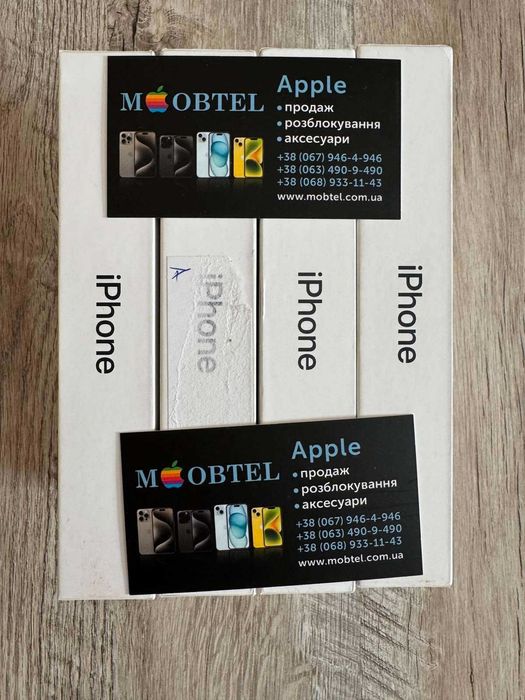 Apple
MOBTEL
• продаж
• розблокування
• аксесуари
+38 (067) 946-4-946
+38 (063) 490-9-490
+38 (068) 933-11-43
www.mobtel.com.ua
iPhone
iPhone
iPhone
iPhone
Apple
MOBTEL
• продаж
• розблокування
• аксесуари
+38 (067) 946-4-946
+38 (063) 490-9-490
+38 (068) 933-11-43
www.mobtel.com.ua